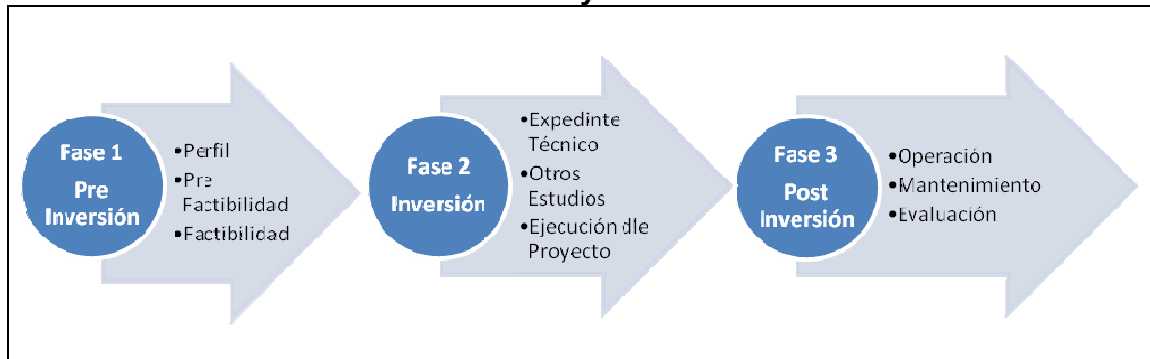 Fase 1
Pre
Inversión
•Perfil
•Pre
Factibilidad
•Factibilidad
Fase 2
Inversión
•Expedinte
Técnico
•Otros
Estudios
•Ejecución dle
Proyecto
Fase 3
Post
Inversión
•Operación
•Mantenimiento
•Evaluación